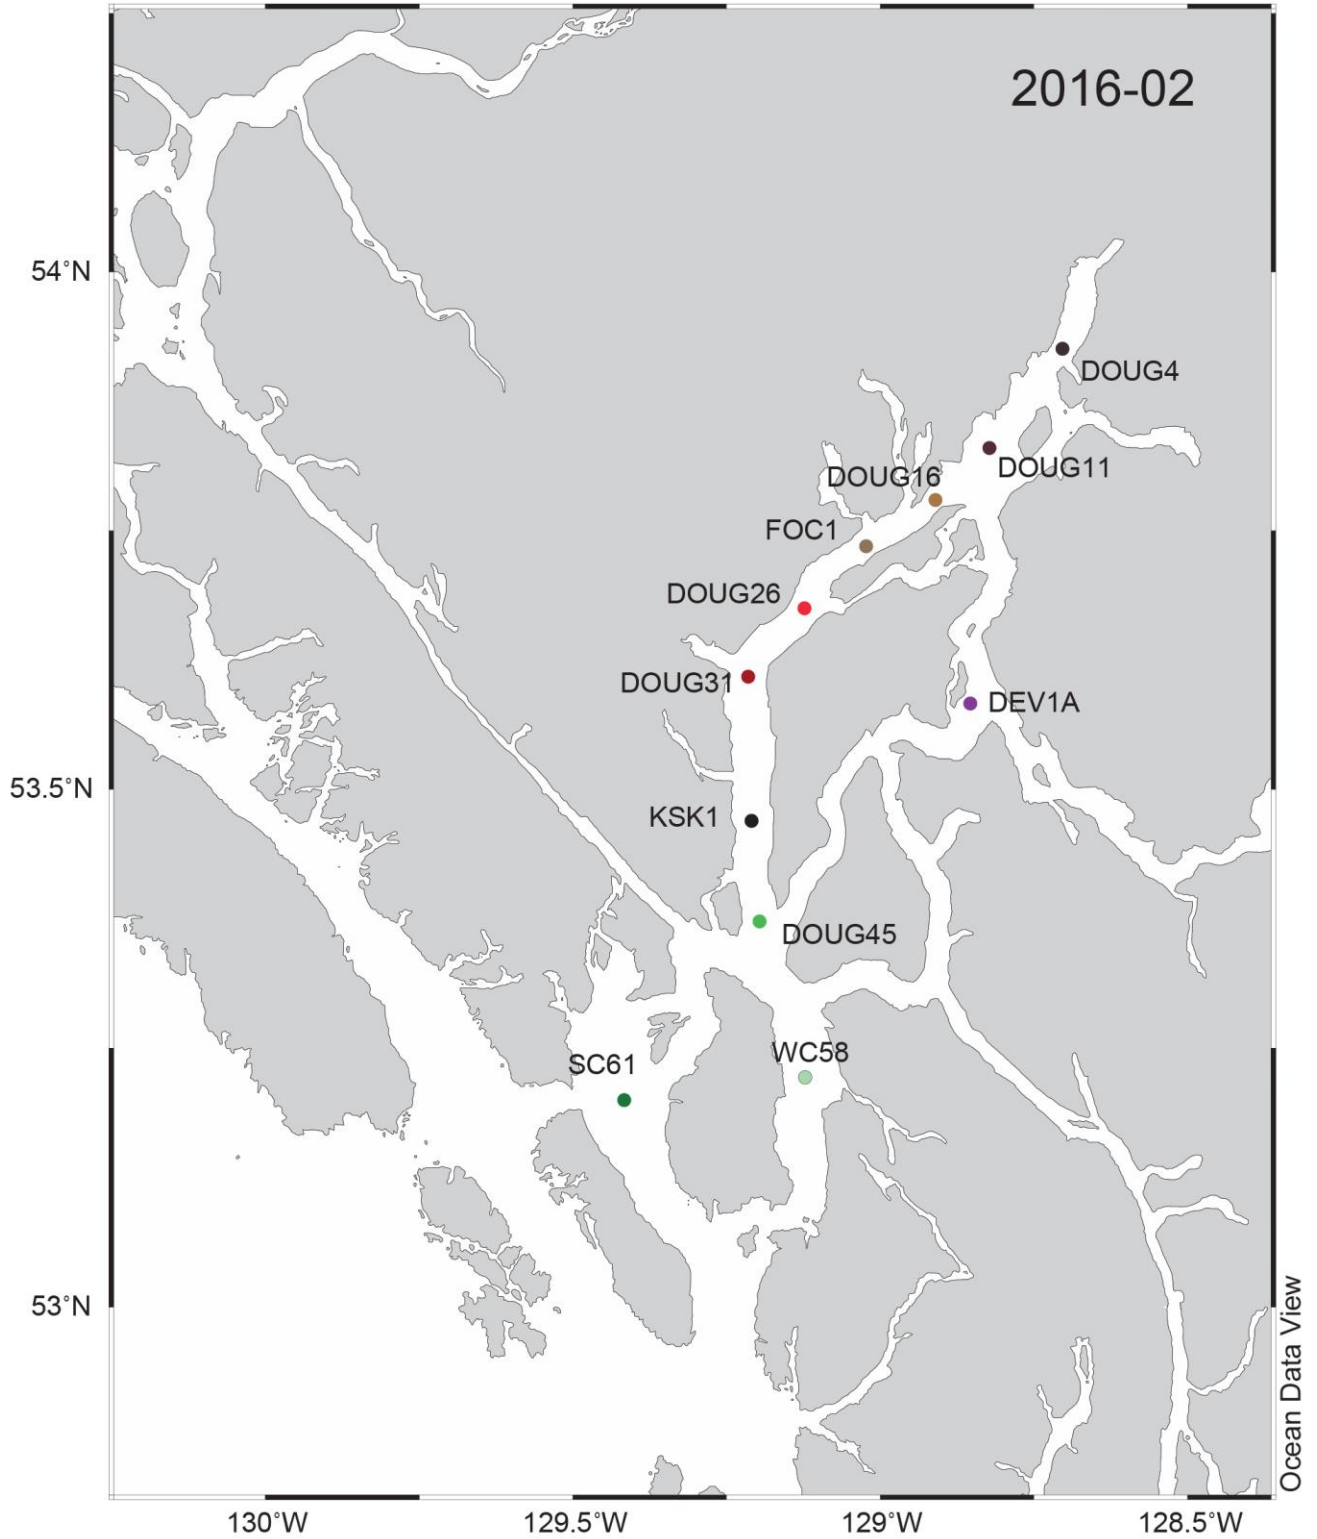 2016-02
54°N
DOUG4
DOUG11
DOUG16
FOC1
DOUG26
DOUG31
DEV1A
53.5°N
KSK1
DOUG45
WC58
SC61
53°N
Ocean Data View
130°W
129.5°W
129°W
128.5°W